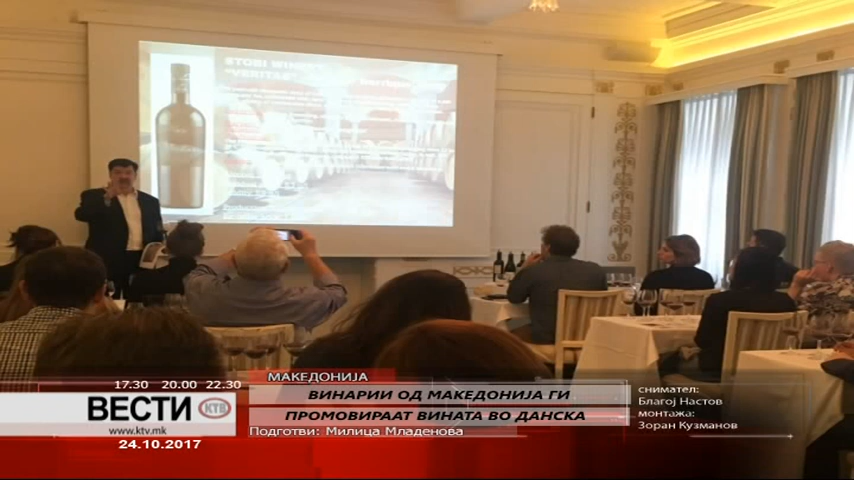 STOBI WINERY
"VERITAS"
МАКЕДОНИЈА
17.30 20.00 22.30
ВИНАРИИ ОД МАКЕДОНИЈА ГИ
ПРОМОВИРААТ ВИНАТА ВО ДАНСКА
ВЕСТИ КТВ
www.ktv.mk
24.10.2017
Подготви: Милица Младенова
снимател:
Благој Настов
монтажа:
Зоран Кузманов